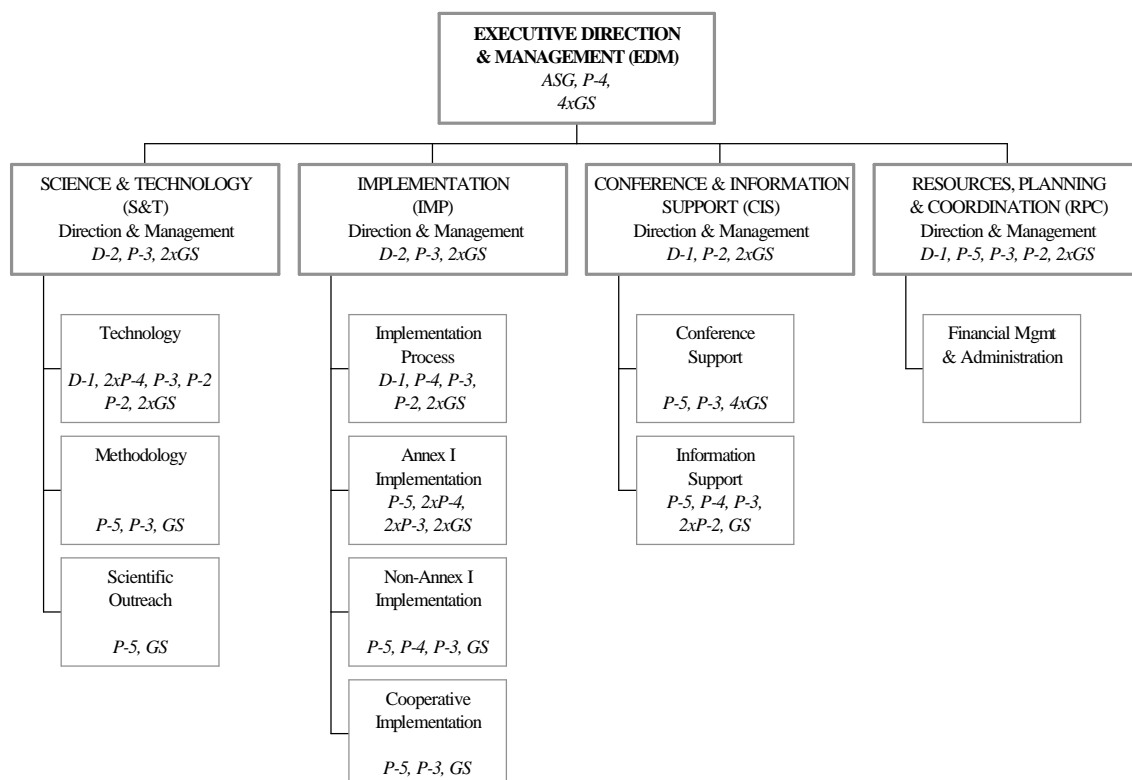 EXECUTIVE DIRECTION
& MANAGEMENT (EDM)
ASG, P-4,
4xGS
SCIENCE & TECHNOLOGY
(S&T)
Direction & Management
D-2, P-3, 2xGS
IMPLEMENTATION
(IMP)
Direction & Management
D-2, P-3, 2xGS
CONFERENCE & INFORMATION
SUPPORT (CIS)
Direction & Management
D-1, P-2, 2xGS
RESOURCES, PLANNING
& COORDINATION (RPC)
Direction & Management
D-1, P-5, P-3, P-2, 2xGS
Technology
D-1, 2xP-4, P-3, P-2
P-2, 2xGS
Methodology
P-5, P-3, GS
Scientific
Outreach
P-5, GS
Implementation
Process
D-1, P-4, P-3,
P-2, 2xGS
Annex I
Implementation
P-5, 2xP-4,
2xP-3, 2xGS
Non-Annex I
Implementation
P-5, P-4, P-3, GS
Cooperative
Implementation
P-5, P-3, GS
Conference
Support
P-5, P-3, 4xGS
Information
Support
P-5, P-4, P-3,
2xP-2, GS
Financial Mgmt
& Administration